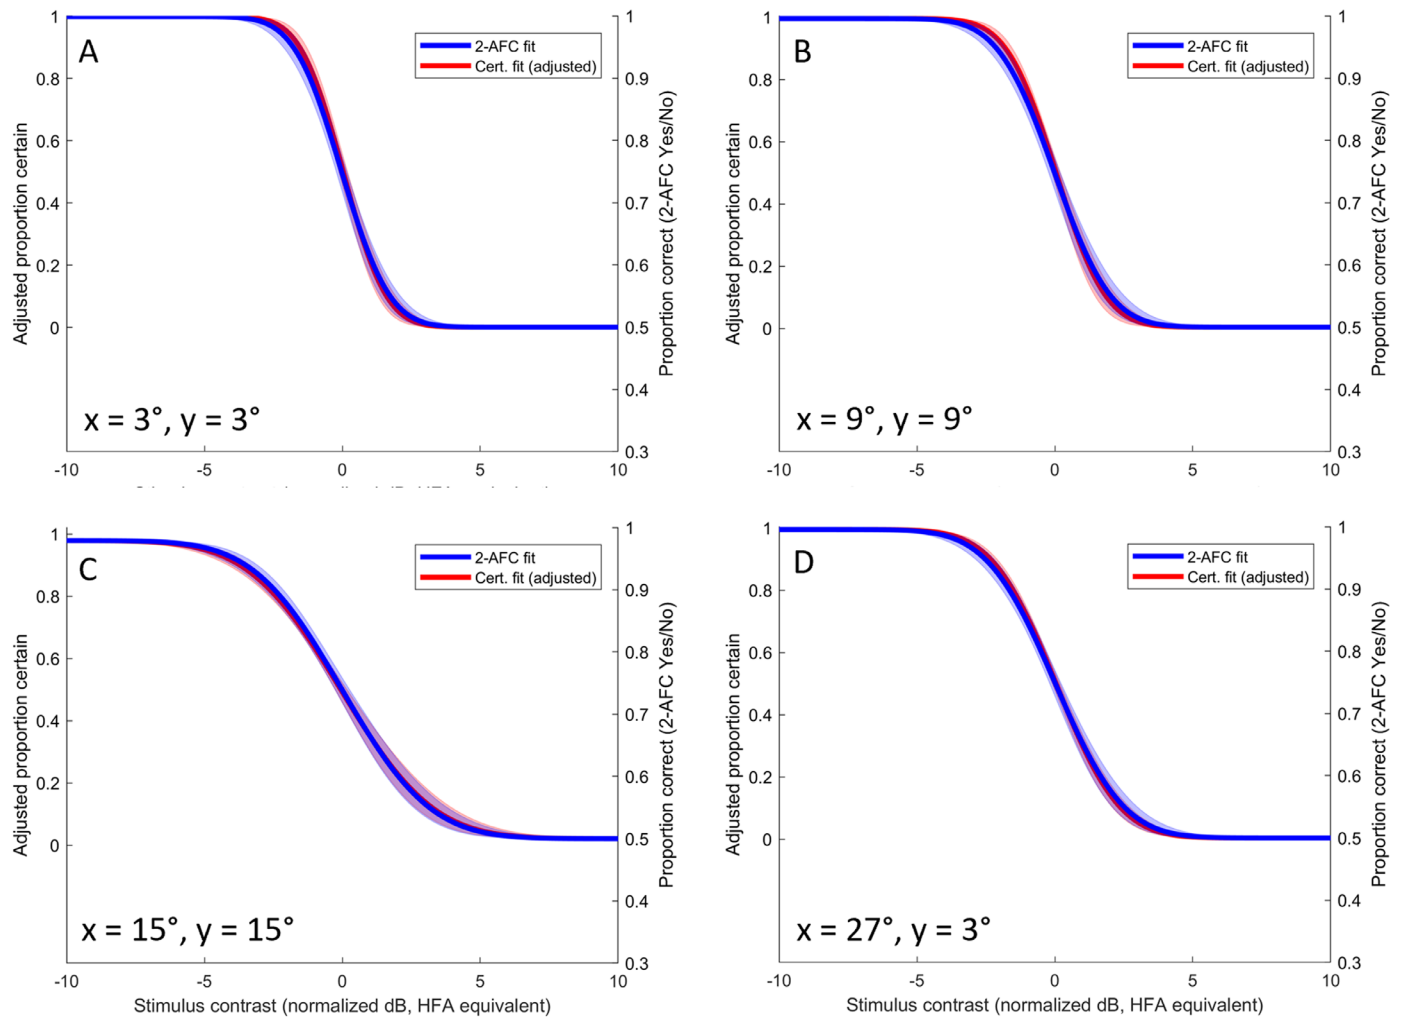 A
2-AFC fit
Cert. fit (adjusted)
Adjusted proportion certain
1
0.8
0.6
0.4
0.2
0
1
0.9
0.8
0.7
0.6
0.5
0.4
0.3
Proportion correct (2-AFC Yes/No)
x = 3°, y = 3°
-10 -5 0 5 10
B
2-AFC fit
Cert. fit (adjusted)
Adjusted proportion certain
1
0.8
0.6
0.4
0.2
0
1
0.9
0.8
0.7
0.6
0.5
0.4
0.3
Proportion correct (2-AFC Yes/No)
x = 9°, y = 9°
-10 -5 0 5 10
C
2-AFC fit
Cert. fit (adjusted)
Adjusted proportion certain
1
0.8
0.6
0.4
0.2
0
1
0.9
0.8
0.7
0.6
0.5
0.4
0.3
Proportion correct (2-AFC Yes/No)
x = 15°, y = 15°
-10 -5 0 5 10
Stimulus contrast (normalized dB, HFA equivalent)
D
2-AFC fit
Cert. fit (adjusted)
Adjusted proportion certain
1
0.8
0.6
0.4
0.2
0
1
0.9
0.8
0.7
0.6
0.5
0.4
0.3
Proportion correct (2-AFC Yes/No)
x = 27°, y = 3°
-10 -5 0 5 10
Stimulus contrast (normalized dB, HFA equivalent)